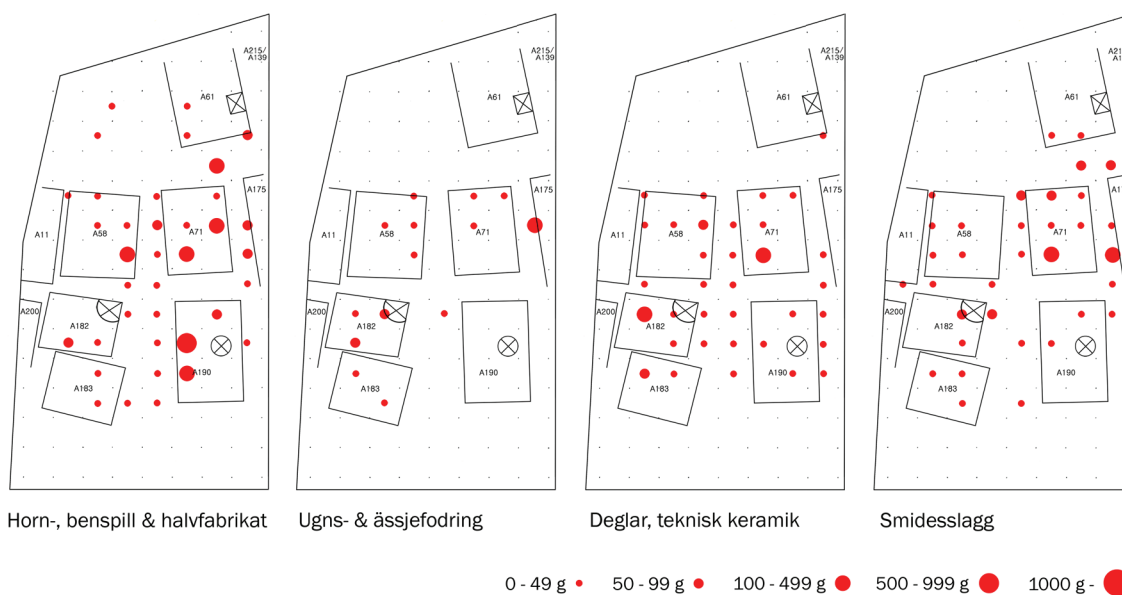 A215/
A139
A61
A175
A11
A58
A71
A200
A182
A183
A190
Horn-, benspill & halvfabrikat
A215/
A139
A61
A175
A11
A58
A71
A200
A182
A183
A190
Ugns- & ässjefodring
A215/
A139
A61
A175
A11
A58
A71
A200
A182
A183
A190
Deglar, teknisk keramik
A61
A11
A58
A71
A200
A182
A183
A190
Smidesslagg
0 - 49 g 50 - 99 g 100 - 499 g 500 - 999 g 1000 g -